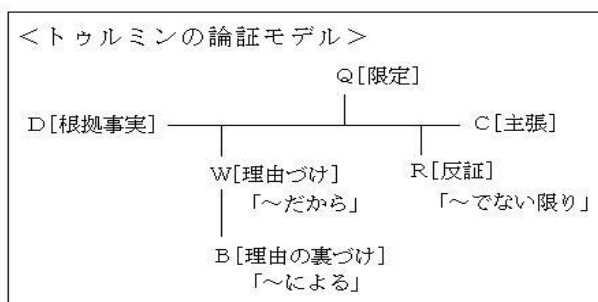 ＜トゥルミンの論証モデル＞
Ｑ[限定]
Ｄ[根拠事実]
Ｃ[主張]
Ｗ[理由づけ]
Ｒ[反証]
「～だから」
「～でない限り」
Ｂ[理由の裏づけ]
「～による」